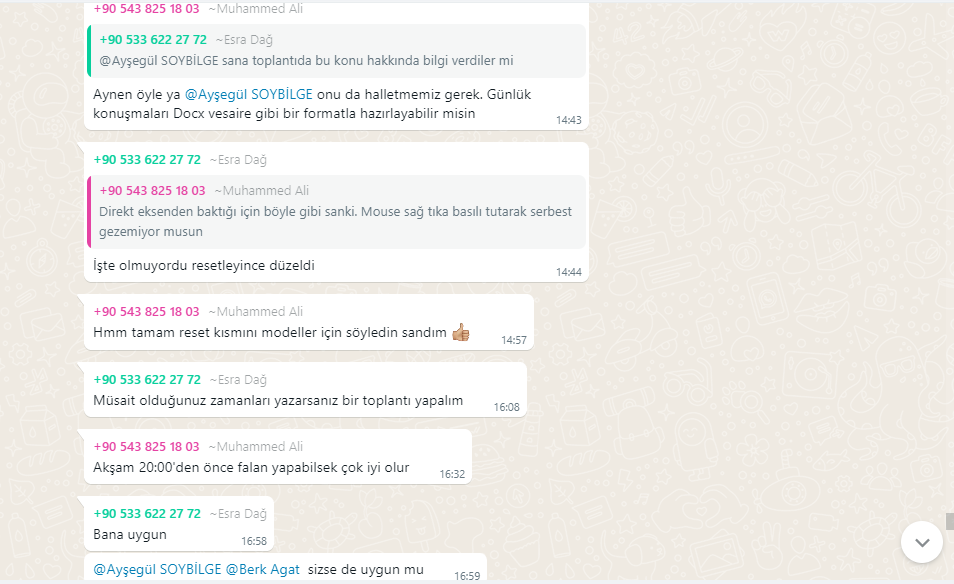 +90 543 825 18 03 ~Muhammed Ali
+90 533 622 27 72 ~Esra Dağ
@Ayşegül SOYBİLGE sana toplantıda bu konu hakkında bilgi verdiler mi
Aynen öyle ya @Ayşegül SOYBİLGE onu da halletmemiz gerek. Günlük
konuşmaları Docx vesaire gibi bir formatla hazırlayabilir misin
14:43
+90 533 622 27 72 ~Esra Dağ
+90 543 825 18 03 ~Muhammed Ali
Direkt eksenden baktığı için böyle gibi sanki. Mouse sağ tıka basılı tutarak serbest
gezemiyor musun
İşte olmuyordu resetleyince düzeldi
14:44
+90 543 825 18 03 ~Muhammed Ali
Hmm tamam reset kısmını modeller için söyledin sandım 👍🏼
14:57
+90 533 622 27 72 ~Esra Dağ
Müsait olduğunuz zamanları yazarsanız bir toplantı yapalım
16:08
+90 543 825 18 03 ~Muhammed Ali
Akşam 20:00'den önce falan yapabilsek çok iyi olur
16:32
+90 533 622 27 72 ~Esra Dağ
Bana uygun
16:58
@Ayşegül SOYBİLGE @Berk Agat sizse de uygun mu
16:59